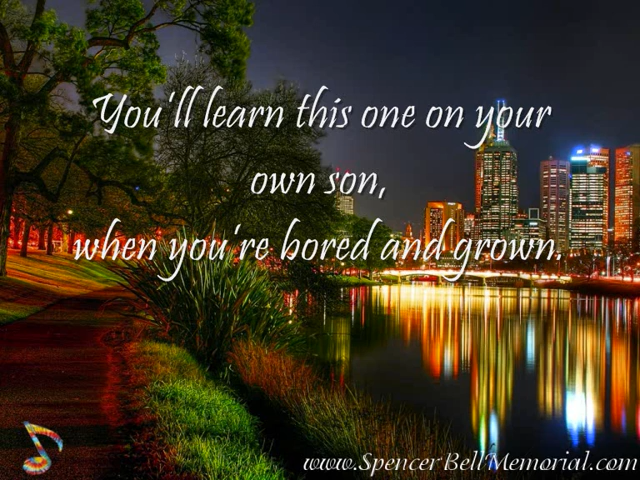 You'll learn this one on your
own son,
when you're bored and grown.
www.SpencerBellMemorial.com